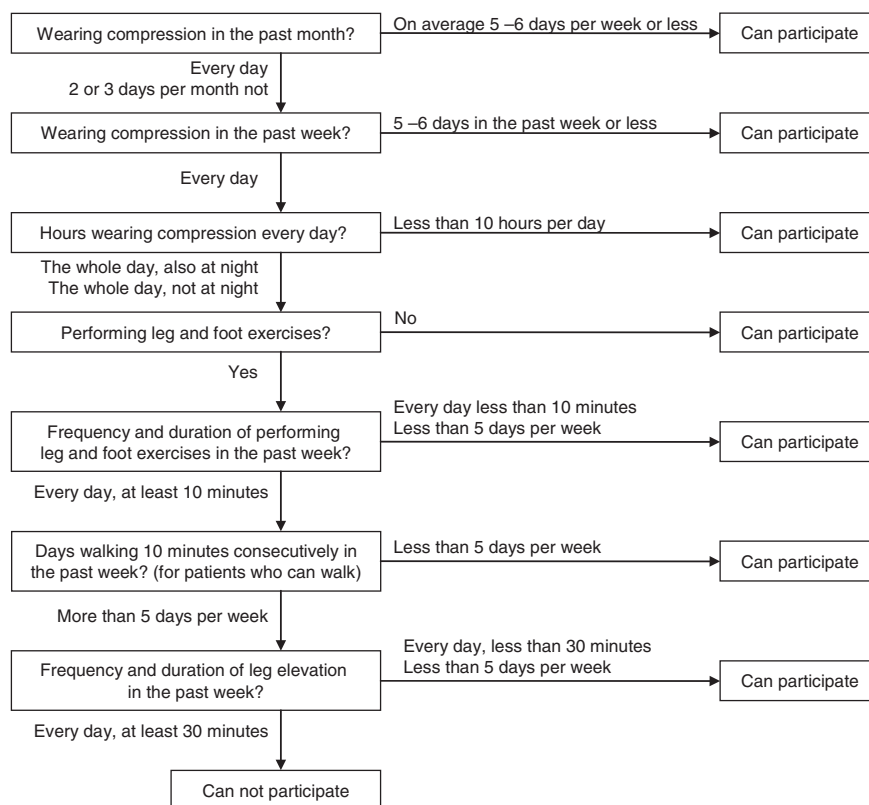 Wearing compression in the past month?
On average 5 –6 days per week or less
Can participate
Every day
2 or 3 days per month not
Wearing compression in the past week?
5 –6 days in the past week or less
Can participate
Every day
Hours wearing compression every day?
Less than 10 hours per day
Can participate
The whole day, also at night
The whole day, not at night
Performing leg and foot exercises?
No
Can participate
Yes
Frequency and duration of performing
leg and foot exercises in the past week?
Every day less than 10 minutes
Less than 5 days per week
Can participate
Every day, at least 10 minutes
Days walking 10 minutes consecutively in
the past week? (for patients who can walk)
Less than 5 days per week
Can participate
More than 5 days per week
Frequency and duration of leg elevation
in the past week?
Every day, less than 30 minutes
Less than 5 days per week
Can participate
Every day, at least 30 minutes
Can not participate